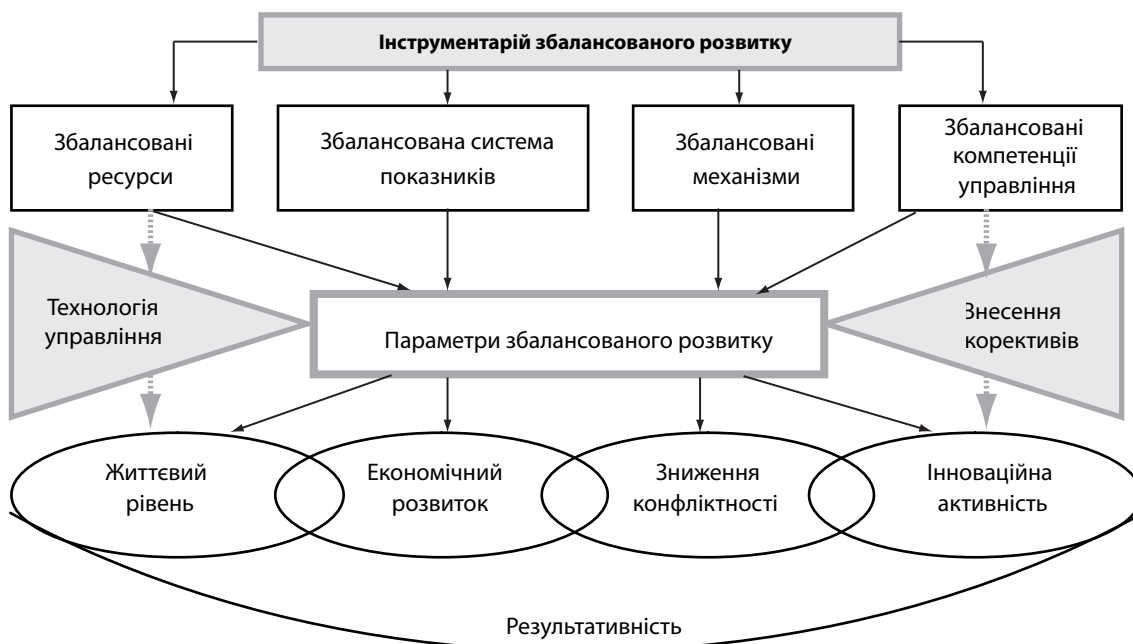 Інструментарій збалансованого розвитку
Збалансовані
ресурси
Збалансована система
показників
Збалансовані
механізми
Збалансовані
компетенції
управління
Технологія
управління
Параметри збалансованого розвитку
Внесення
корективів
Життєвий
рівень
Економічний
розвиток
Зниження
конфліктності
Інноваційна
активність
Результативність